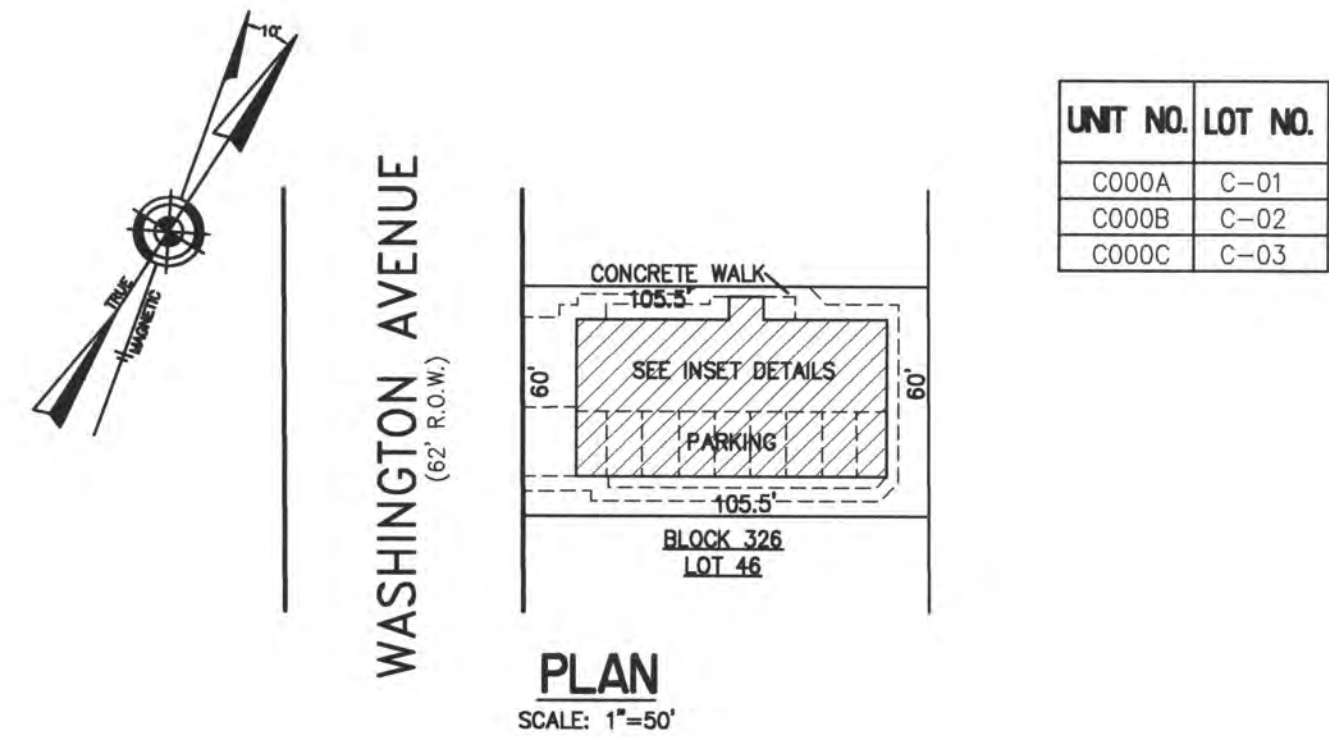 10°
TRUE
MAGNETIC
WASHINGTON AVENUE
(62' R.O.W.)
CONCRETE WALK
105.5'
60'
SEE INSET DETAILS
60'
PARKING
105.5'
BLOCK 326
LOT 46
PLAN
SCALE: 1"=50'
UNIT NO. LOT NO.
C000A C-01
C000B C-02
C000C C-03